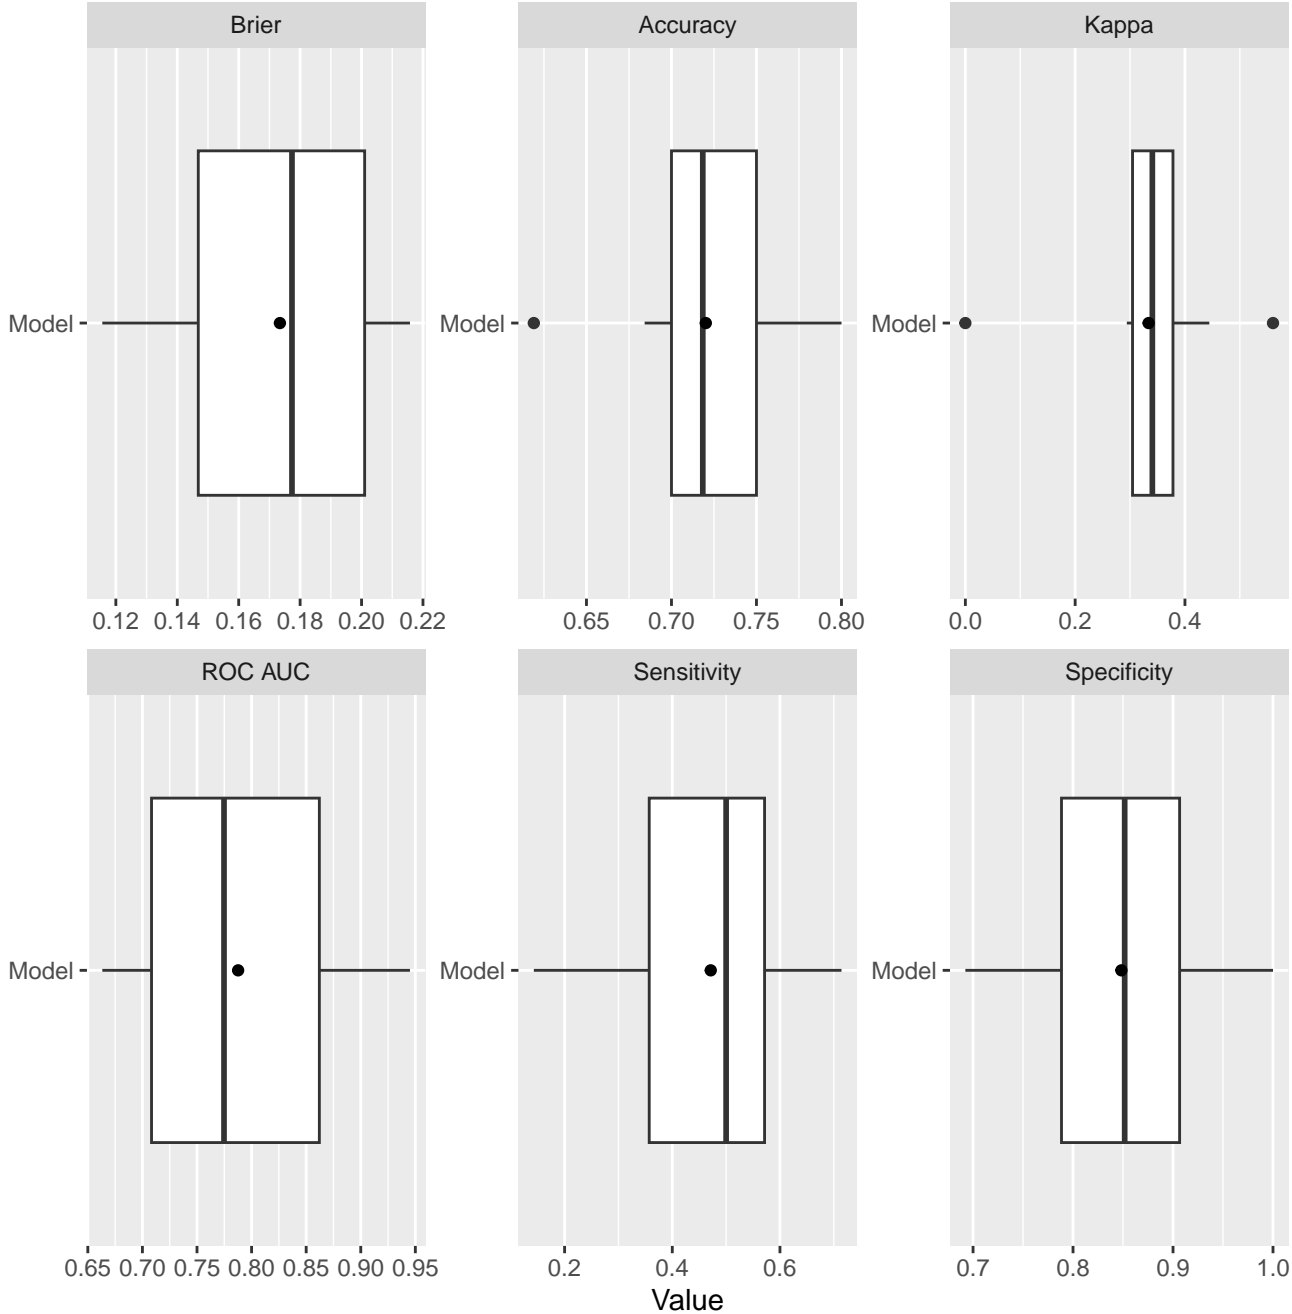 Brier Accuracy Kappa
Model Model Model
0.12 0.14 0.16 0.18 0.20 0.22 0.65 0.70 0.75 0.80 0.0 0.2 0.4
ROC AUC Sensitivity Specificity
Model Model Model
0.65 0.70 0.75 0.80 0.85 0.90 0.95 0.2 0.4 0.6 0.7 0.8 0.9 1.0
Value